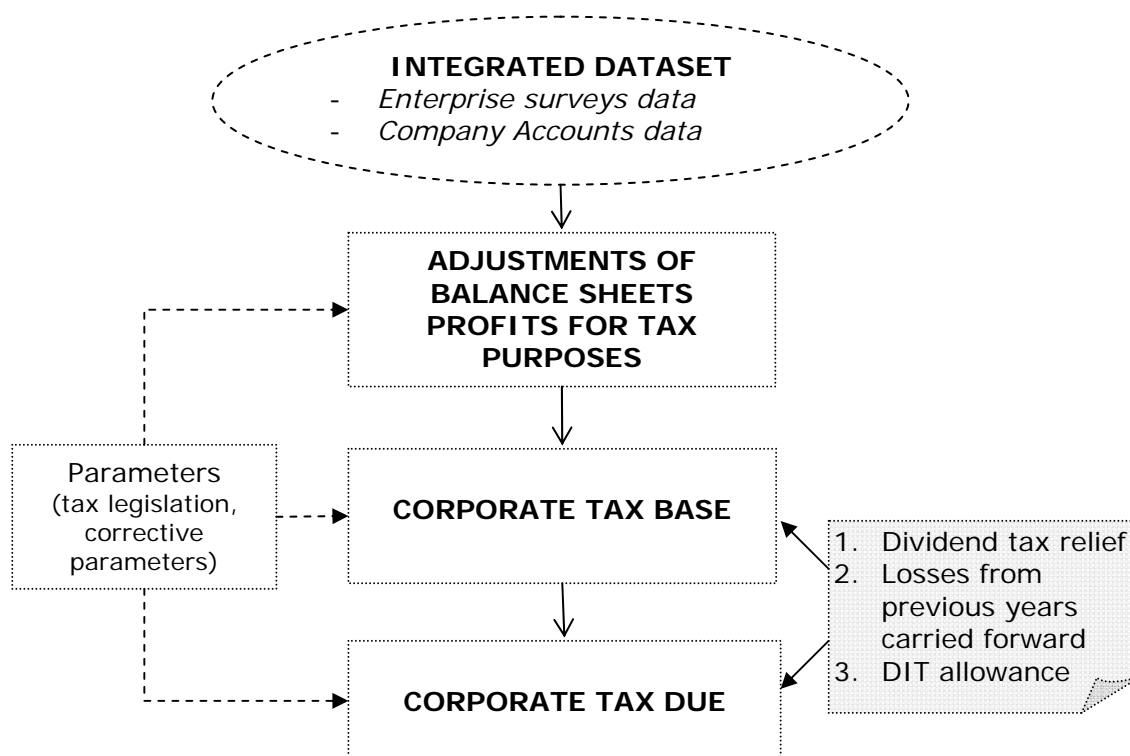 INTEGRATED DATASET
- Enterprise surveys data
- Company Accounts data
ADJUSTMENTS OF
BALANCE SHEETS
PROFITS FOR TAX
PURPOSES
Parameters
(tax legislation,
corrective
parameters)
CORPORATE TAX BASE
1. Dividend tax relief
2. Losses from
previous years
carried forward
3. DIT allowance
CORPORATE TAX DUE